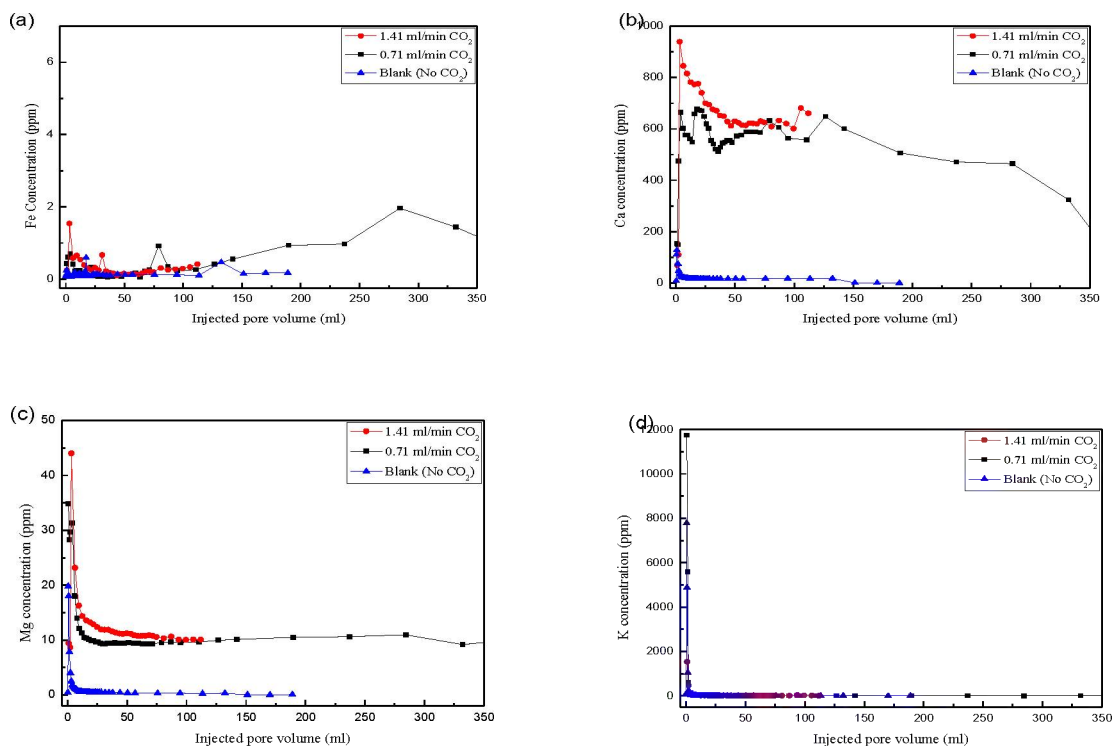 (a)
Fe Concentration (ppm)
6
4
2
0
0 50 100 150 200 250 300 350
Injected pore volume (ml)
1.41 ml/min CO2
0.71 ml/min CO2
Blank (No CO2)
(b)
Ca concentration (ppm)
1000
800
600
400
200
0
0 50 100 150 200 250 300 350
Injected pore volume (ml)
1.41 ml/min CO2
0.71 ml/min CO2
Blank (No CO2)
(c)
Mg concentration (ppm)
50
40
30
20
10
0
0 50 100 150 200 250 300 350
Injected pore volume (ml)
1.41 ml/min CO2
0.71 ml/min CO2
Blank (No CO2)
(d)
K concentration (ppm)
12000
10000
8000
6000
4000
2000
0
0 50 100 150 200 250 300 350
Injected pore volume (ml)
1.41 ml/min CO2
0.71 ml/min CO2
Blank (No CO2)